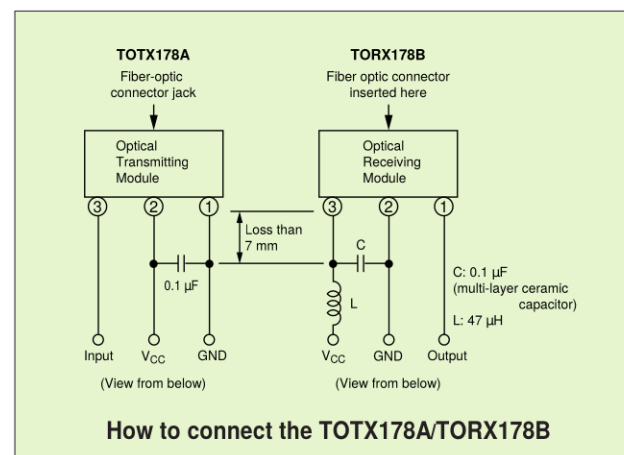 TOTX178A
Fiber-optic
connector jack
TORX178B
Fiber optic connector
inserted here
Optical
Transmitting
Module
Optical
Receiving
Module
3 2 1
3 2 1
Loss than
7 mm
0.1 µF
C
L
C: 0.1 µF
(multi-layer ceramic
capacitor)
L: 47 µH
Input VCC GND
VCC GND Output
(View from below)
(View from below)
How to connect the TOTX178A/TORX178B